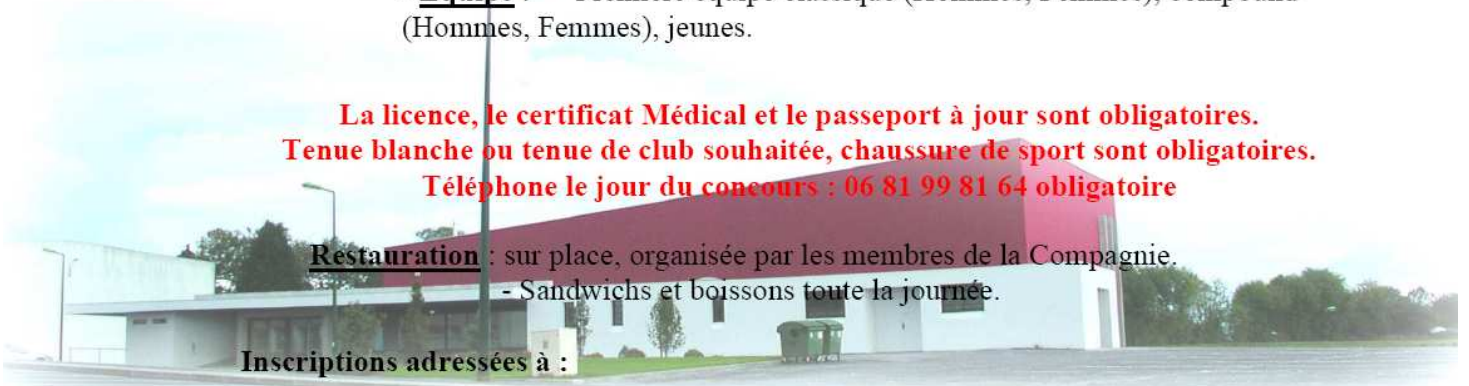 (Hommes, Femmes), jeunes.
La licence, le certificat Médical et le passeport à jour sont obligatoires.
Tenue blanche ou tenue de club souhaitée, chaussure de sport sont obligatoires.
Téléphone le jour du concours : 06 81 99 81 64 obligatoire
Restauration : sur place, organisée par les membres de la Compagnie.
- Sandwichs et boissons toute la journée.
Inscriptions adressées à :